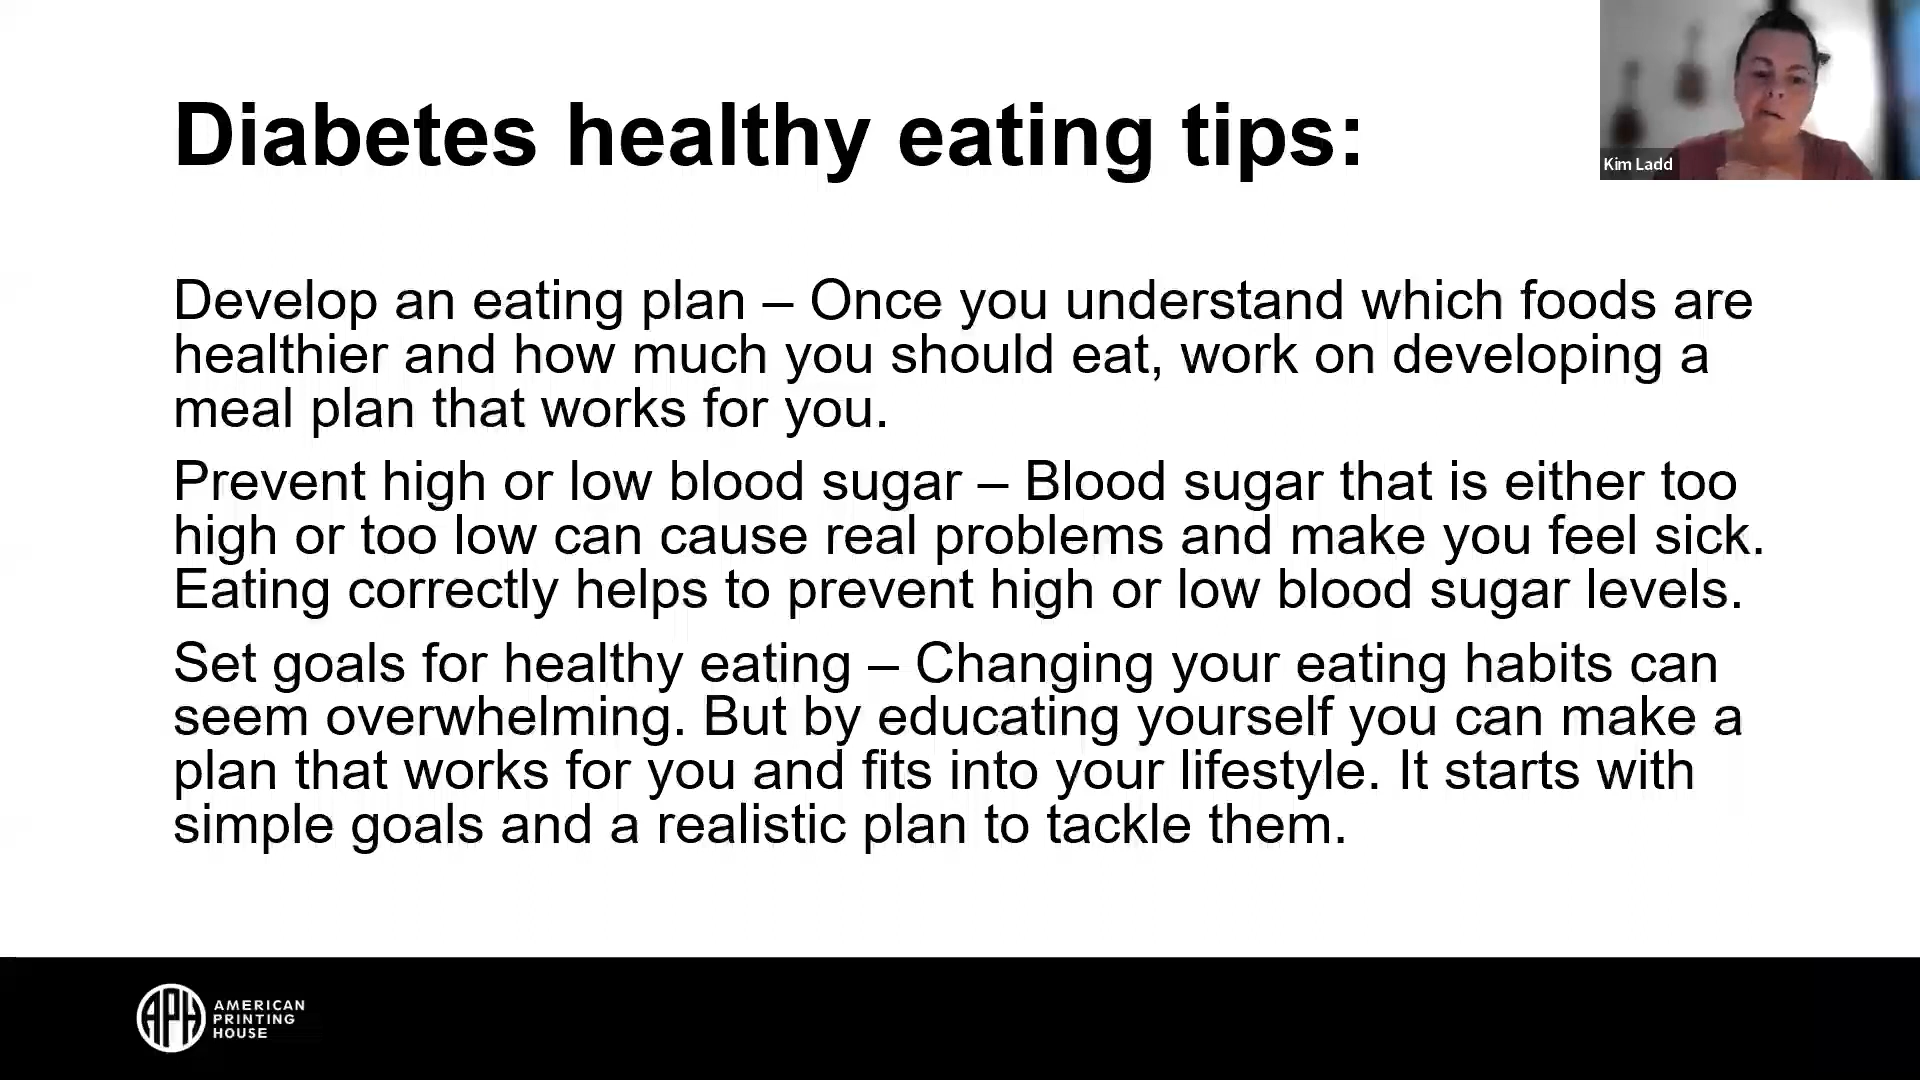 Diabetes healthy eating tips:
Kim Ladd
Develop an eating plan – Once you understand which foods are
healthier and how much you should eat, work on developing a
meal plan that works for you.
Prevent high or low blood sugar – Blood sugar that is either too
high or too low can cause real problems and make you feel sick.
Eating correctly helps to prevent high or low blood sugar levels.
Set goals for healthy eating – Changing your eating habits can
seem overwhelming. But by educating yourself you can make a
plan that works for you and fits into your lifestyle. It starts with
simple goals and a realistic plan to tackle them.
APH
AMERICAN
PRINTING
HOUSE